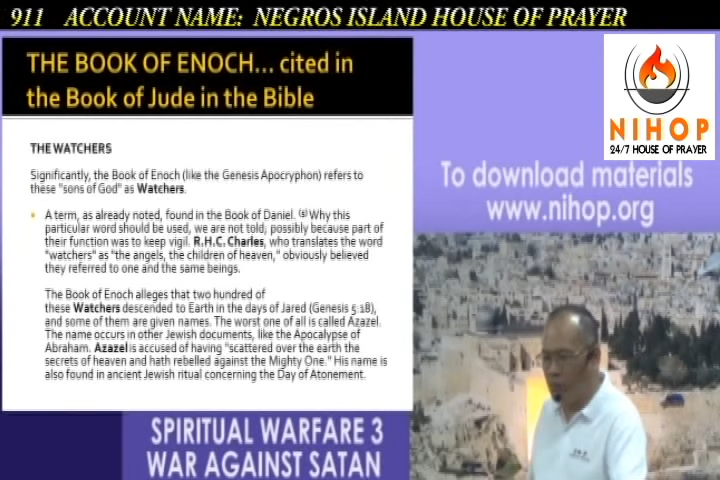 911 ACCOUNT NAME: NEGROS ISLAND HOUSE OF PRAYER
THE BOOK OF ENOCH... cited in
the Book of Jude in the Bible
THE WATCHERS
Significantly, the Book of Enoch (like the Genesis Apocryphon) refers to
these "sons of God" as Watchers.
A term, as already noted, found in the Book of Daniel. (5) Why this
particular word should be used, we are not told; possibly because part of
their function was to keep vigil. R.H.C. Charles, who translates the word
"watchers" as "the angels, the children of heaven," obviously believed
they referred to one and the same beings.
The Book of Enoch alleges that two hundred of
these Watchers descended to Earth in the days of Jared (Genesis 5:18),
and some of them are given names. The worst one of all is called Azazel.
The name occurs in other Jewish documents, like the Apocalypse of
Abraham. Azazel is accused of having "scattered over the earth the
secrets of heaven and hath rebelled against the Mighty One." His name is
also found in ancient Jewish ritual concerning the Day of Atonement.
NIHOP
24/7 HOUSE OF PRAYER
To download materials
www.nihop.org
SPIRITUAL WARFARE 3
WAR AGAINST SATAN